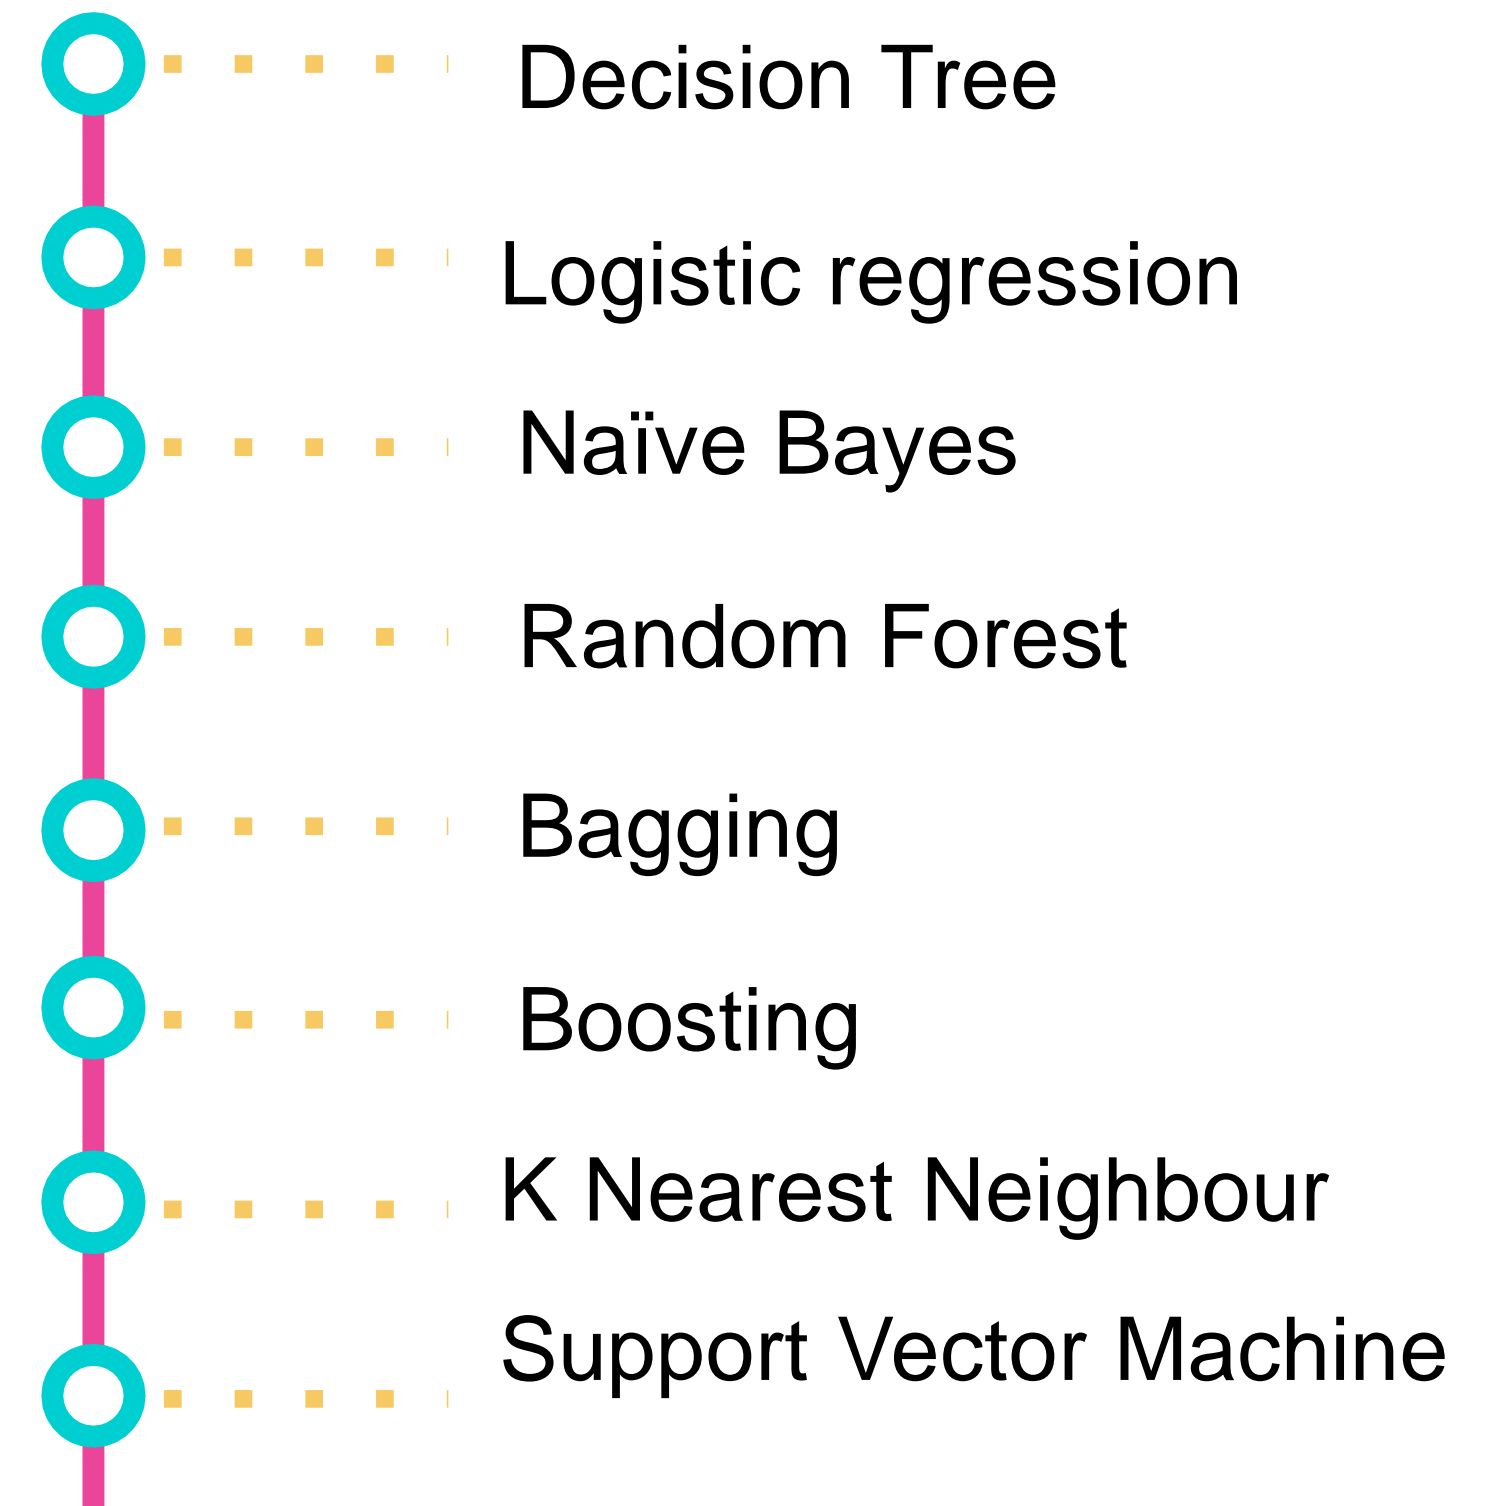 Decision Tree
Logistic regression
Naïve Bayes
Random Forest
Bagging
Boosting
K Nearest Neighbour
Support Vector Machine